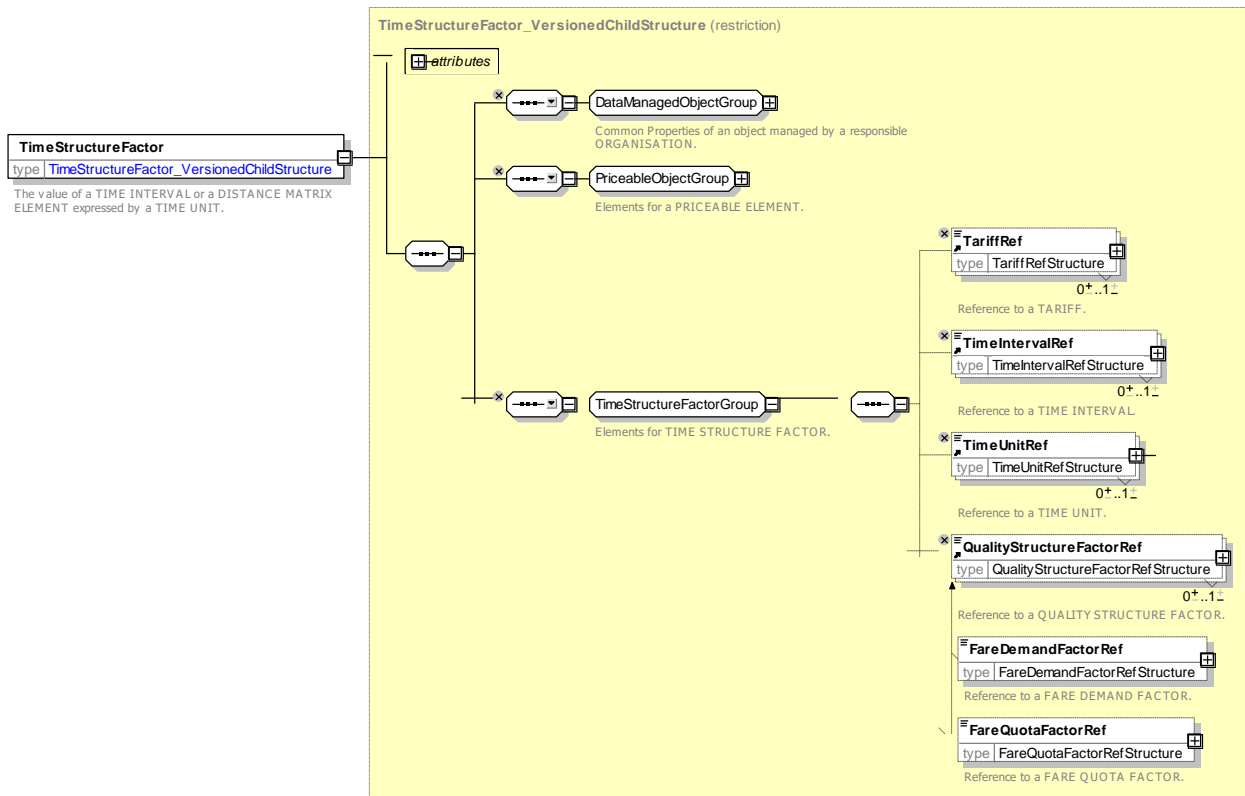 TimeStructureFactor_VersionedChildStructure (restriction)
attributes
DataManagedObjectGroup
Common Properties of an object managed by a responsible
ORGANISATION.
TimeStructureFactor
type TimeStructureFactor_VersionedChildStructure
The value of a TIME INTERVAL or a DISTANCE MATRIX
ELEMENT expressed by a TIME UNIT.
PriceableObjectGroup
Elements for a PRICEABLE ELEMENT.
TariffRef
type TariffRefStructure
0..1
Reference to a TARIFF.
TimeIntervalRef
type TimeIntervalRefStructure
0..1
Reference to a TIME INTERVAL.
TimeStructureFactorGroup
Elements for TIME STRUCTURE FACTOR.
TimeUnitRef
type TimeUnitRefStructure
0..1
Reference to a TIME UNIT.
QualityStructureFactorRef
type QualityStructureFactorRefStructure
0..1
Reference to a QUALITY STRUCTURE FACTOR.
FareDemandFactorRef
type FareDemandFactorRefStructure
Reference to a FARE DEMAND FACTOR.
FareQuotaFactorRef
type FareQuotaFactorRefStructure
Reference to a FARE QUOTA FACTOR.